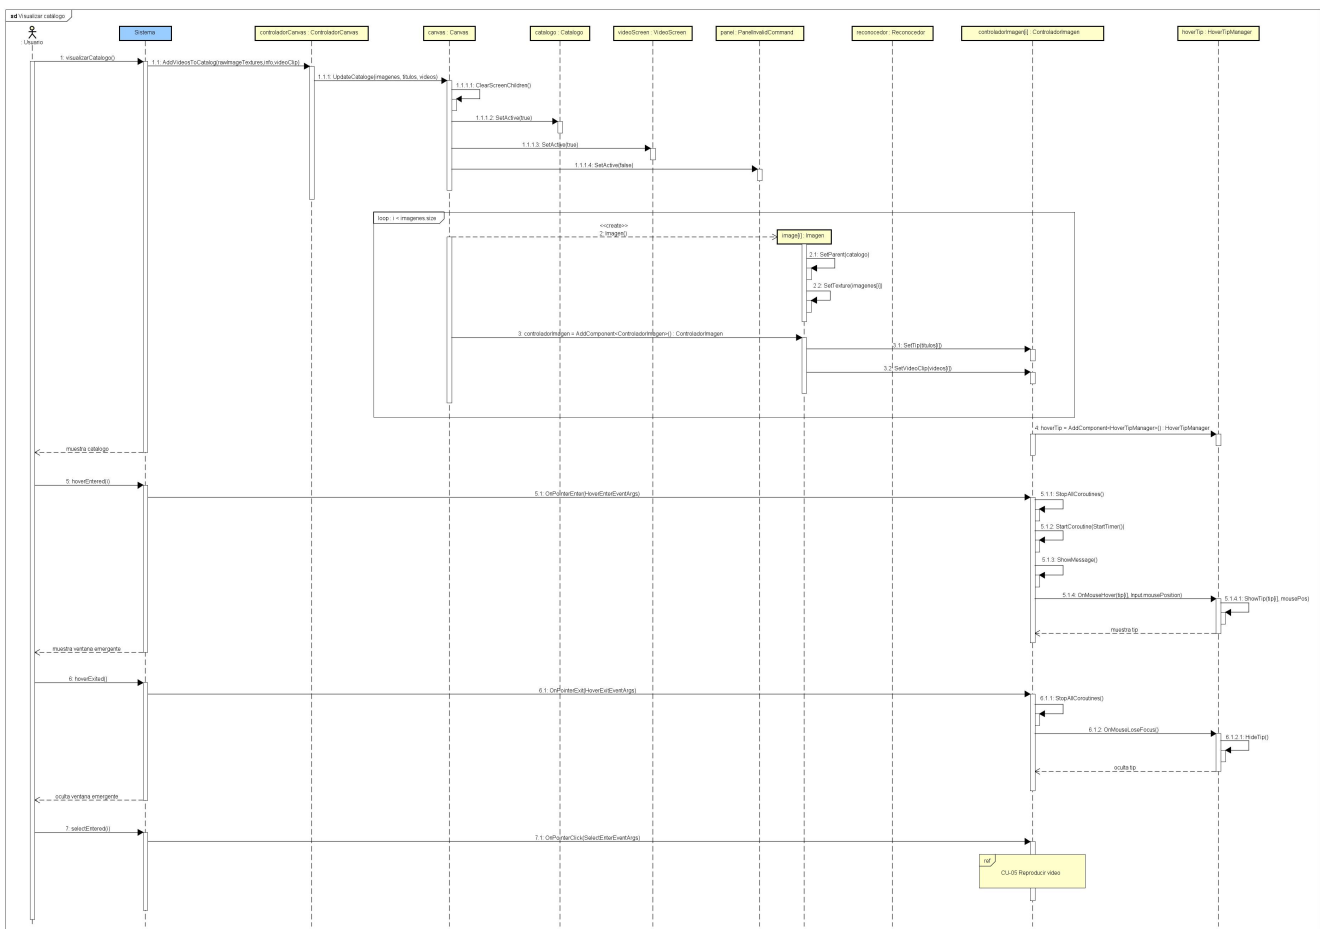 sd Visualizar catálogo
: Usuario
Sistema
controladorCanvas : ControladorCanvas
canvas : Canvas
catalogo : Catalogo
videoScreen : VideoScreen
panel : PanelInvalidCommand
reconocedor : Reconocedor
controladorImagen[i] : ControladorImagen
hoverTip : HoverTipManager
1: visualizarCatalogo()
1.1: AddVideosToCatalog(rawImageTextures,info,videoClip)
1.1.1: UpdateCataloge(imagenes, titulos, videos)
1.1.1.1: ClearScreenChildren()
1.1.1.2: SetActive(true)
1.1.1.3: SetActive(true)
1.1.1.4: SetActive(false)
loop : i = imagenes.size
<<create>>
2: Imagen()
image[i] : Imagen
2.1: SetParent(catalogo)
2.2: SetTexture(imagenes[i])
3: controladorImagen = AddComponent<ControladorImagen>() : ControladorImagen
3.1: SetTip(titulos[i])
3.2: SetVideoClip(videos[i])
4: hoverTip = AddComponent<HoverTipManager>() : HoverTipManager
muestra catalogo
5: hoverEntered(i)
5.1: OnPointerEnter(HoverEnterEventArgs)
5.1.1: StopAllCoroutines()
5.1.2: StartCoroutine(StartTimer())
5.1.3: ShowMessage()
5.1.4: OnMouseHover(tip[i], Input.mousePosition)
5.1.4.1: ShowTip(tip[i], mousePos)
muestra tip
muestra ventana emergente
6: hoverExited(i)
6.1: OnPointerExit(HoverExitEventArgs)
6.1.1: StopAllCoroutines()
6.1.2: OnMouseLoseFocus()
6.1.2.1: HideTip()
oculta tip
oculta ventana emergente
7: selectEntered(i)
7.1: OnPointerClick(SelectEnterEventArgs)
ref
CU-05 Reproducir video